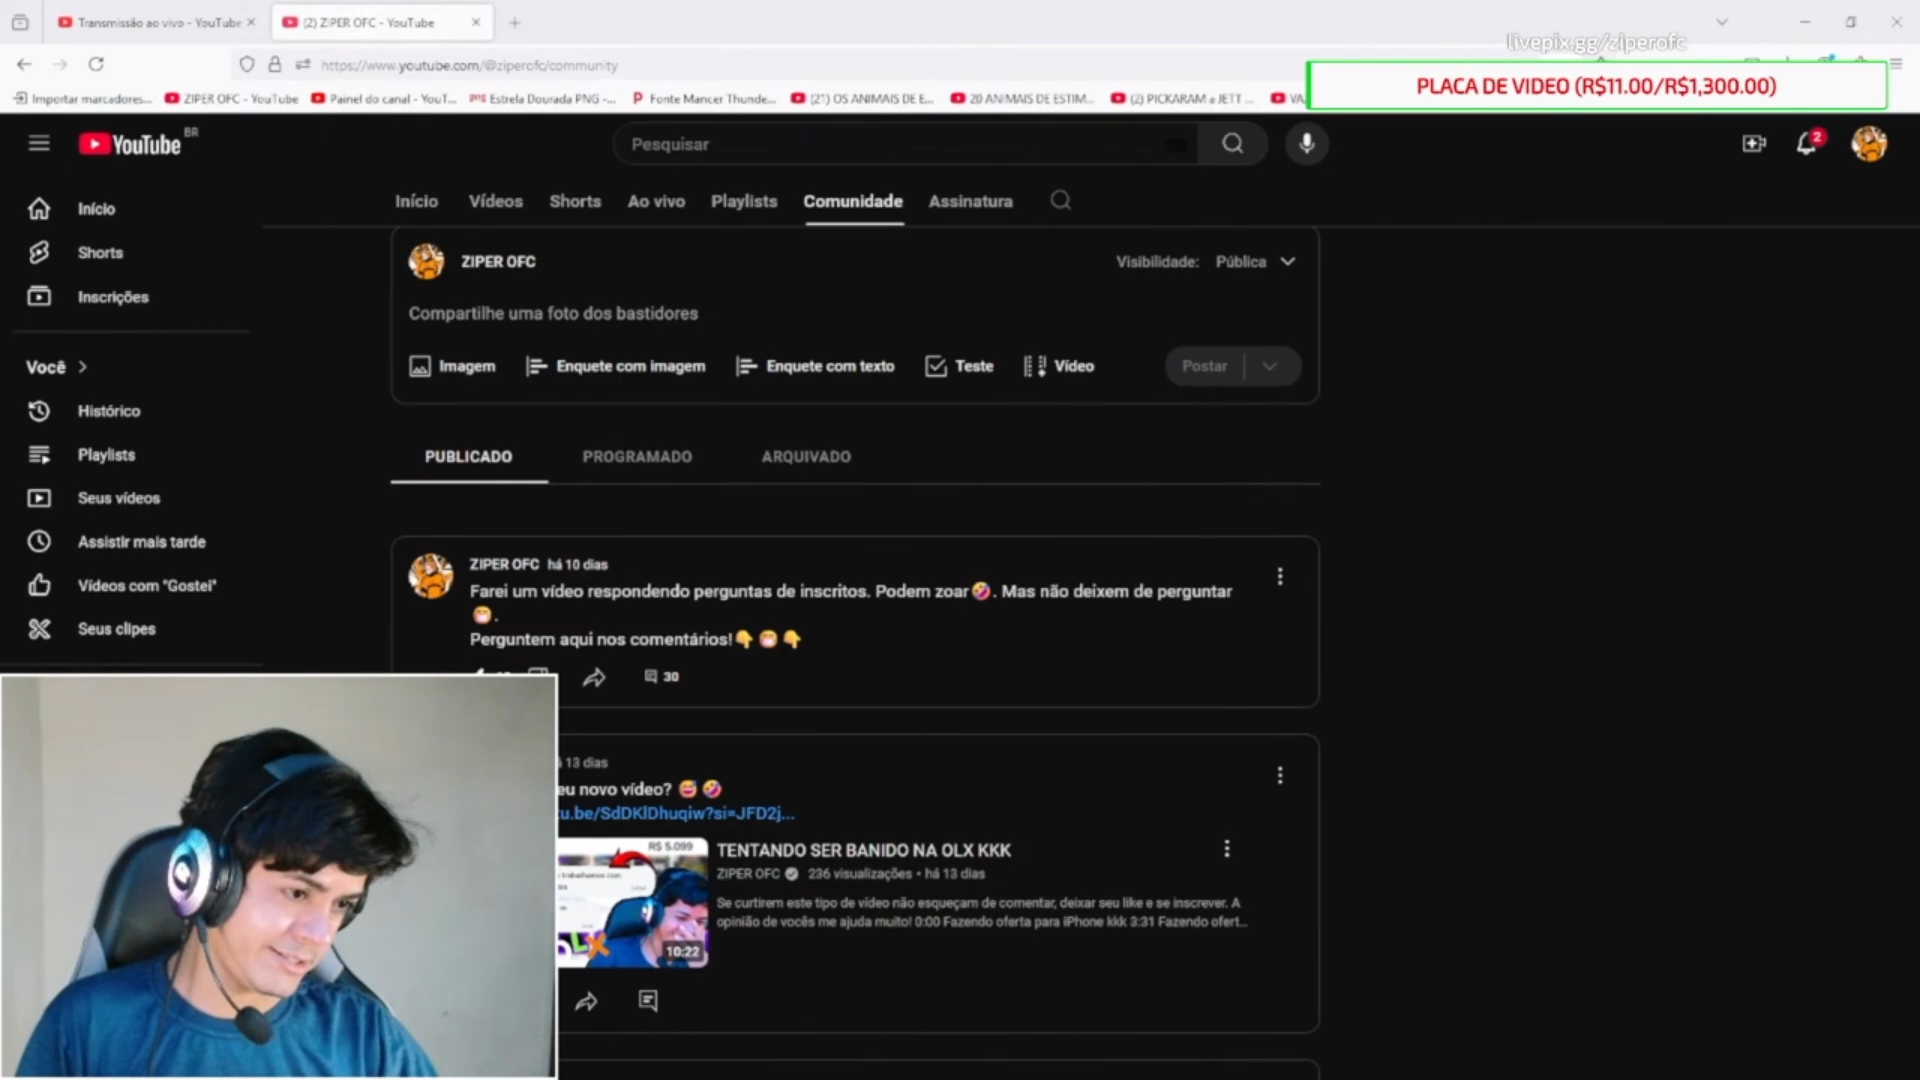 Transmissão ao vivo - YouTube
(2) ZIPER OFC - YouTube
livepix.gg/ziperofc
https://www.youtube.com/@ziperofc/community
PLACA DE VIDEO (R$11.00/R$1,300.00)
Importar marcadores...
ZIPER OFC - YouTube
Painel do canal - YouT...
Estrela Dourada PNG -...
Fonte Mancer Thunde...
(21) OS ANIMAIS DE E...
20 ANIMAIS DE ESTIM...
(2) PICKARAM a JETT ...
YouTube BR
Pesquisar
2
Início
Vídeos
Shorts
Ao vivo
Playlists
Comunidade
Assinatura
Início
Shorts
Inscrições
Você
Histórico
Playlists
Seus vídeos
Assistir mais tarde
Vídeos com "Gostei"
Seus clipes
ZIPER OFC
Visibilidade: Pública
Compartilhe uma foto dos bastidores
Imagem
Enquete com imagem
Enquete com texto
Teste
Vídeo
Postar
PUBLICADO
PROGRAMADO
ARQUIVADO
ZIPER OFC há 10 dias
Farei um vídeo respondendo perguntas de inscritos. Podem zoar🤣. Mas não deixem de perguntar
😁.
Perguntem aqui nos comentários!👇😁👇
30
13 dias
eu novo vídeo? 😅🤣
u.be/SdDKlDhuqiw?si=JFD2j...
R$ 5.099
10:22
TENTANDO SER BANIDO NA OLX KKK
ZIPER OFC 236 visualizações • há 13 dias
Se curtirem este tipo de vídeo não esqueçam de comentar, deixar seu like e se inscrever. A
opinião de vocês me ajuda muito! 0:00 Fazendo oferta para iPhone kkk 3:31 Fazendo ofert...